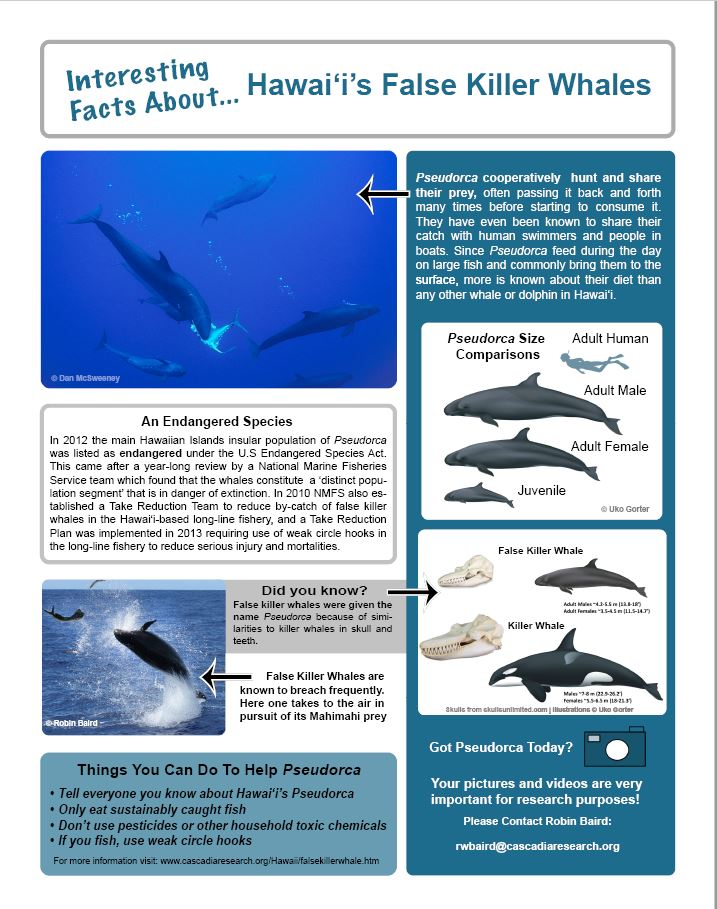 Interesting
Facts About...
Hawai‘i’s False Killer Whales
© Dan McSweeney
Pseudorca cooperatively hunt and share
their prey, often passing it back and forth
many times before starting to consume it.
They have even been known to share their
catch with human swimmers and people in
boats. Since Pseudorca feed during the day
on large fish and commonly bring them to the
surface, more is known about their diet than
any other whale or dolphin in Hawai‘i.
Pseudorca Size
Comparisons
Adult Human
Adult Male
Adult Female
Juvenile
© Uko Gorter
An Endangered Species
In 2012 the main Hawaiian Islands insular population of Pseudorca
was listed as endangered under the U.S Endangered Species Act.
This came after a year-long review by a National Marine Fisheries
Service team which found that the whales constitute a ‘distinct popu-
lation segment’ that is in danger of extinction. In 2010 NMFS also es-
tablished a Take Reduction Team to reduce by-catch of false killer
whales in the Hawai‘i-based long-line fishery, and a Take Reduction
Plan was implemented in 2013 requiring use of weak circle hooks in
the long-line fishery to reduce serious injury and mortalities.
Did you know?
False killer whales were given the
name Pseudorca because of simi-
larities to killer whales in skull and
teeth.
False Killer Whale
Adult Males ~4.2-5.5 m (13.8-18')
Adult Females ~3.5-4.5 m (11.5-14.7')
Killer Whale
Males ~7-8 m (22.9-26.2')
Females ~5.5-6.5 m (18-21.3')
Skulls from skullsunlimited.com | Illustrations © Uko Gorter
False Killer Whales are
known to breach frequently.
Here one takes to the air in
pursuit of its Mahimahi prey
© Robin Baird
Things You Can Do To Help Pseudorca
• Tell everyone you know about Hawai‘i’s Pseudorca
• Only eat sustainably caught fish
• Don’t use pesticides or other household toxic chemicals
• If you fish, use weak circle hooks
For more information visit: www.cascadiaresearch.org/Hawaii/falsekillerwhale.htm
Got Pseudorca Today?
Your pictures and videos are very
important for research purposes!
Please Contact Robin Baird:
rwbaird@cascadiaresearch.org